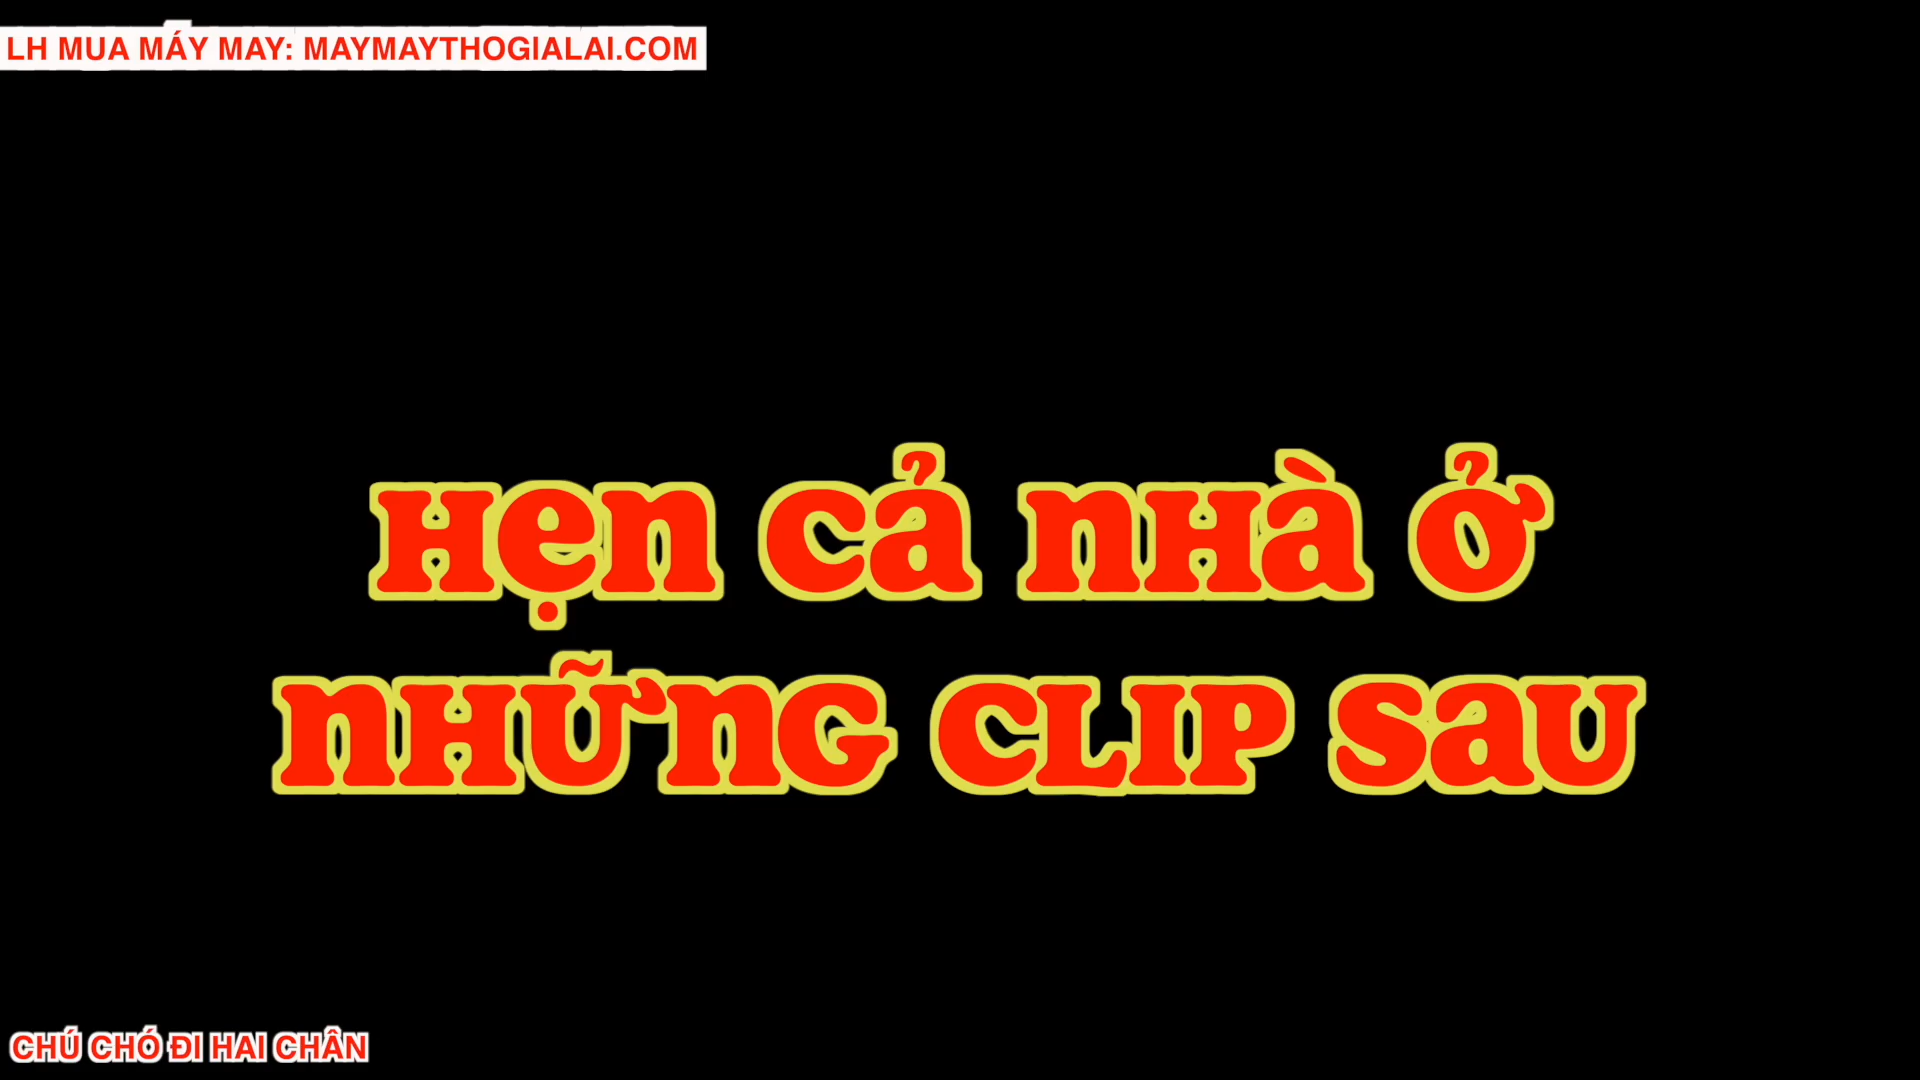 LH MUA MÁY MAY: MAYMAYTHOGIALAI.COM
Hẹn cả nhà ở
những clip sau
CHÚ CHÓ ĐI HAI CHÂN